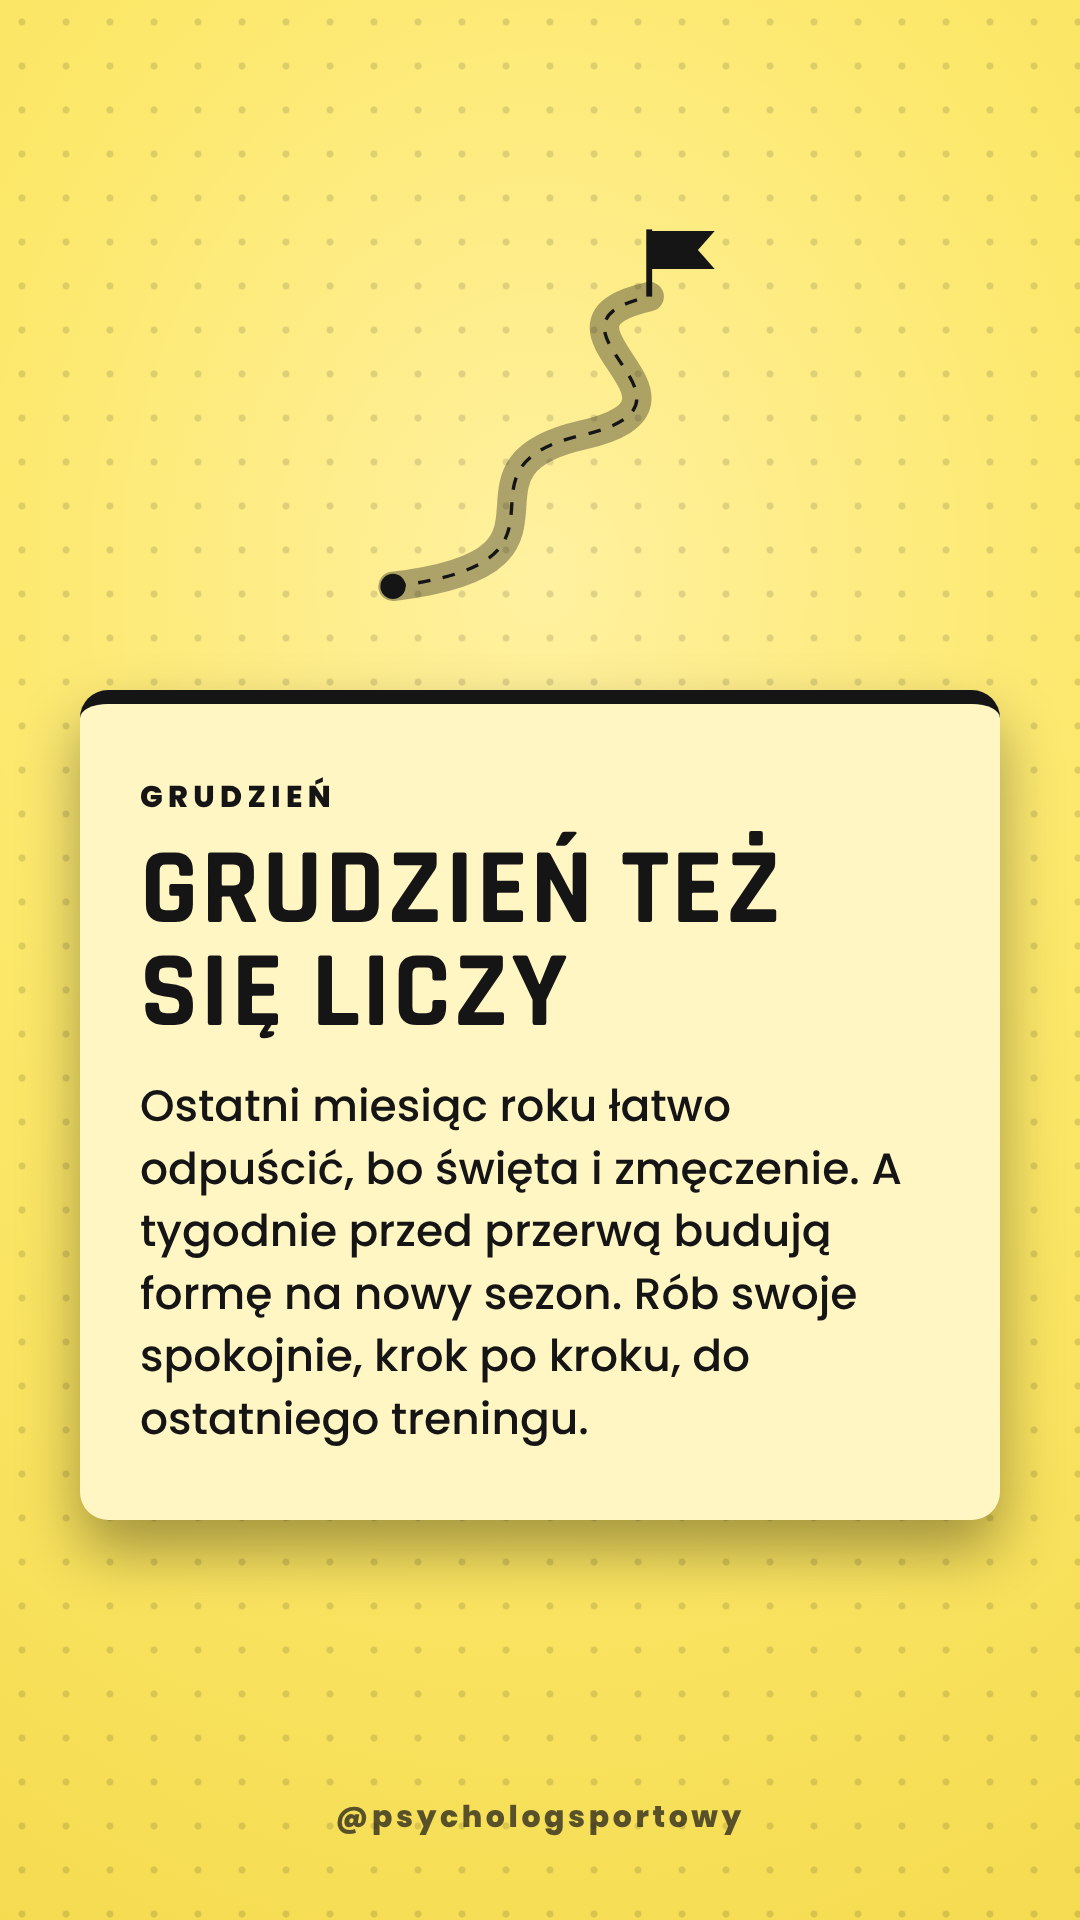 GRUDZIEŃ
GRUDZIEŃ TEŻ
SIĘ LICZY
Ostatni miesiąc roku łatwo
odpuścić, bo święta i zmęczenie. A
tygodnie przed przerwą budują
formę na nowy sezon. Rób swoje
spokojnie, krok po kroku, do
ostatniego treningu.
@psychologsportowy